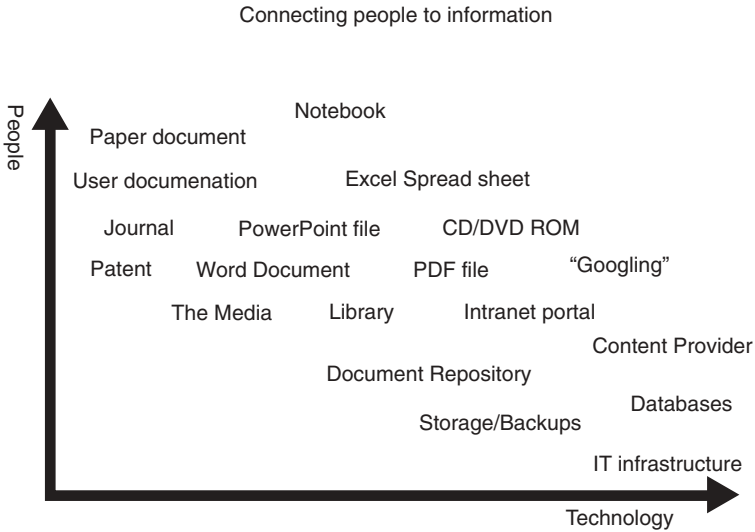 Connecting people to information
People
Notebook
Paper document
User documenation
Excel Spread sheet
Journal
PowerPoint file
CD/DVD ROM
Patent
Word Document
PDF file
“Googling”
The Media
Library
Intranet portal
Content Provider
Document Repository
Databases
Storage/Backups
IT infrastructure
Technology